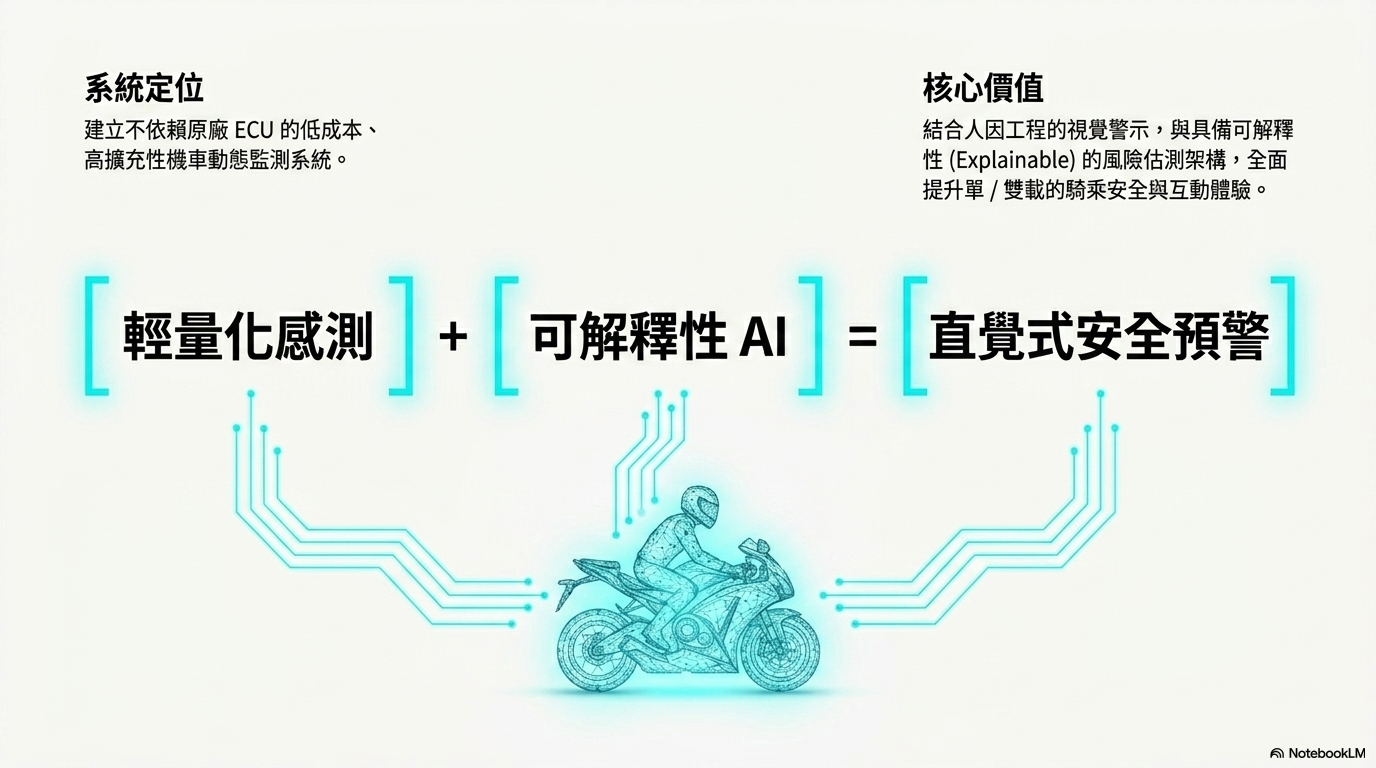 系統定位
建立不依賴原廠 ECU 的低成本、
高擴充性機車動態監測系統。
核心價值
結合人因工程的視覺警示，與具備可解釋
性 (Explainable) 的風險估測架構，全面
提升單 / 雙載的騎乘安全與互動體驗。
[ 輕量化感測 ] + [ 可解釋性 AI ] = [ 直覺式安全預警 ]
NotebookLM